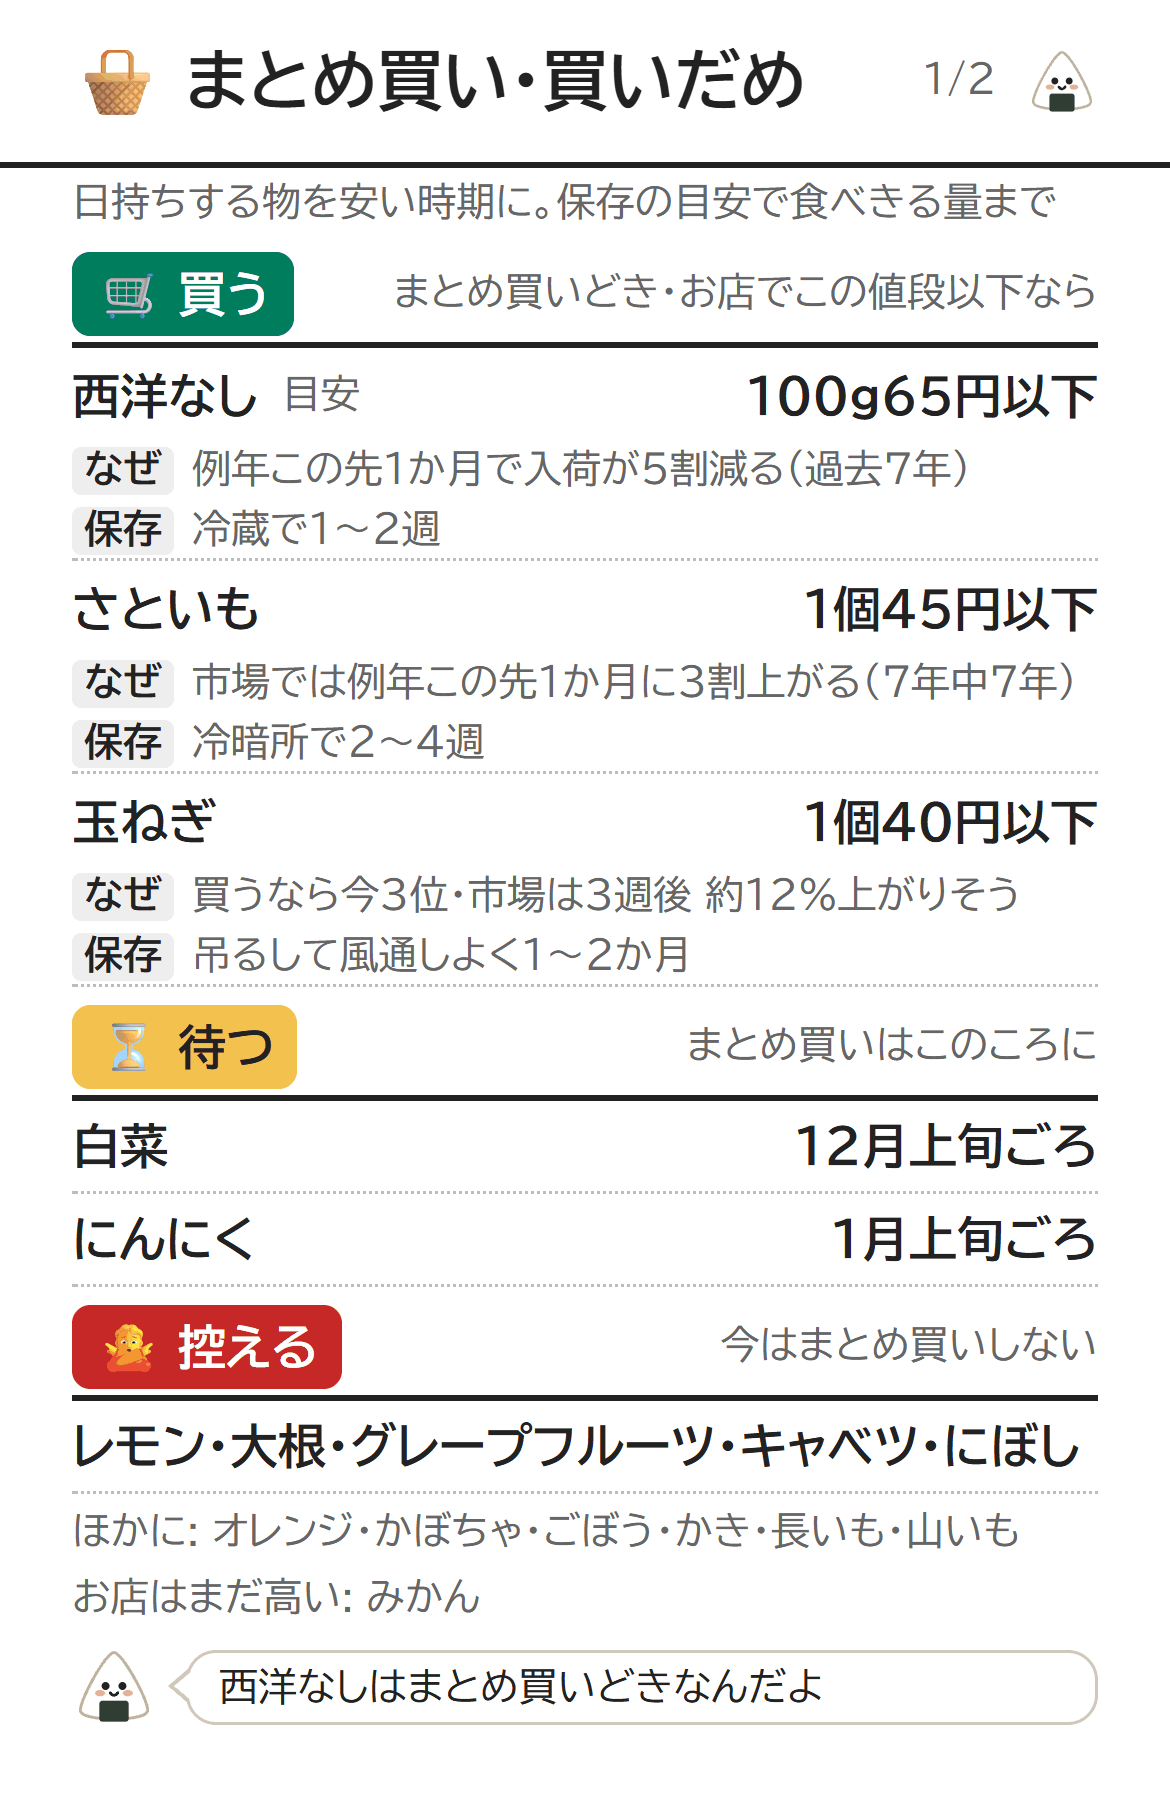 まとめ買い・買いだめ 1/2
日持ちする物を安い時期に。保存の目安で食べきる量まで
買う まとめ買いどき・お店でこの値段以下なら
西洋なし 目安 100g65円以下
なぜ 例年この先1か月で入荷が5割減る(過去7年)
保存 冷蔵で1〜2週
さといも 1個45円以下
なぜ 市場では例年この先1か月に3割上がる(7年中7年)
保存 冷暗所で2〜4週
玉ねぎ 1個40円以下
なぜ 買うなら今3位・市場は3週後 約12%上がりそう
保存 吊るして風通しよく1〜2か月
待つ まとめ買いはこのころに
白菜 12月上旬ごろ
にんにく 1月上旬ごろ
控える 今はまとめ買いしない
レモン・大根・グレープフルーツ・キャベツ・にぼし
ほかに: オレンジ・かぼちゃ・ごぼう・かき・長いも・山いも
お店はまだ高い: みかん
西洋なしはまとめ買いどきなんだよ